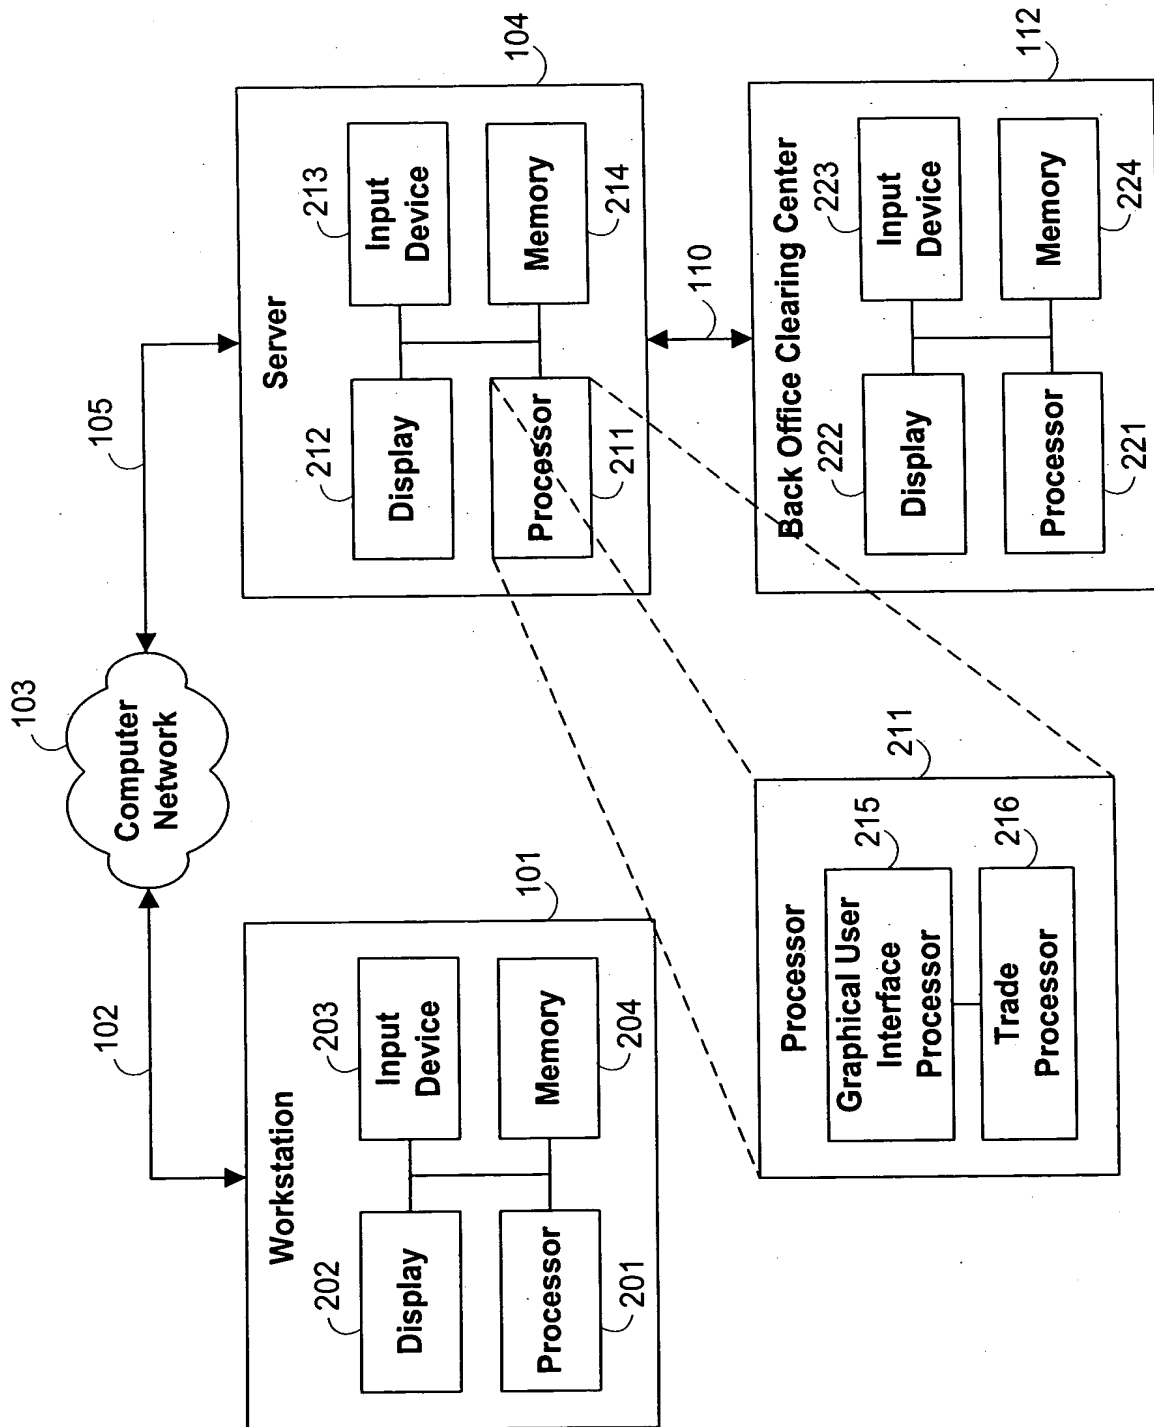 103
Computer
Network
102
105
Workstation
202
Display
203
Input
Device
Processor
201
Memory
204
101
Server
212
Display
213
Input
Device
Processor
211
Memory
214
104
110
Processor
Graphical User
Interface
Processor
215
Trade
Processor
216
211
Back Office Clearing Center
222
Display
223
Input
Device
Processor
221
Memory
224
112